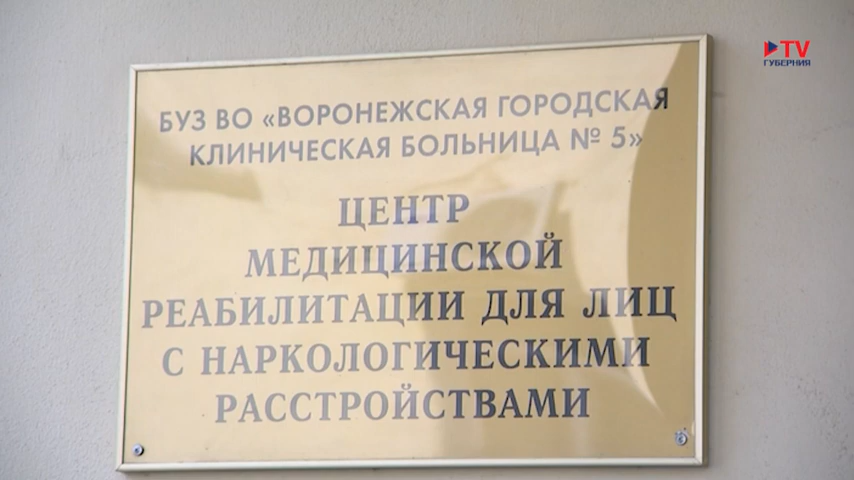 TV
ГУБЕРНИЯ
БУЗ ВО «ВОРОНЕЖСКАЯ ГОРОДСКАЯ
КЛИНИЧЕСКАЯ БОЛЬНИЦА № 5»
ЦЕНТР
МЕДИЦИНСКОЙ
РЕАБИЛИТАЦИИ ДЛЯ ЛИЦ
С НАРКОЛОГИЧЕСКИМИ
РАССТРОЙСТВАМИ